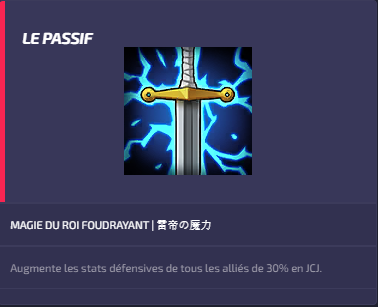 LE PASSIF
MAGIE DU ROI FOUDRAYANT | 雷帝の魔力
Augmente les stats défensives de tous les alliés de 30% en JCJ.